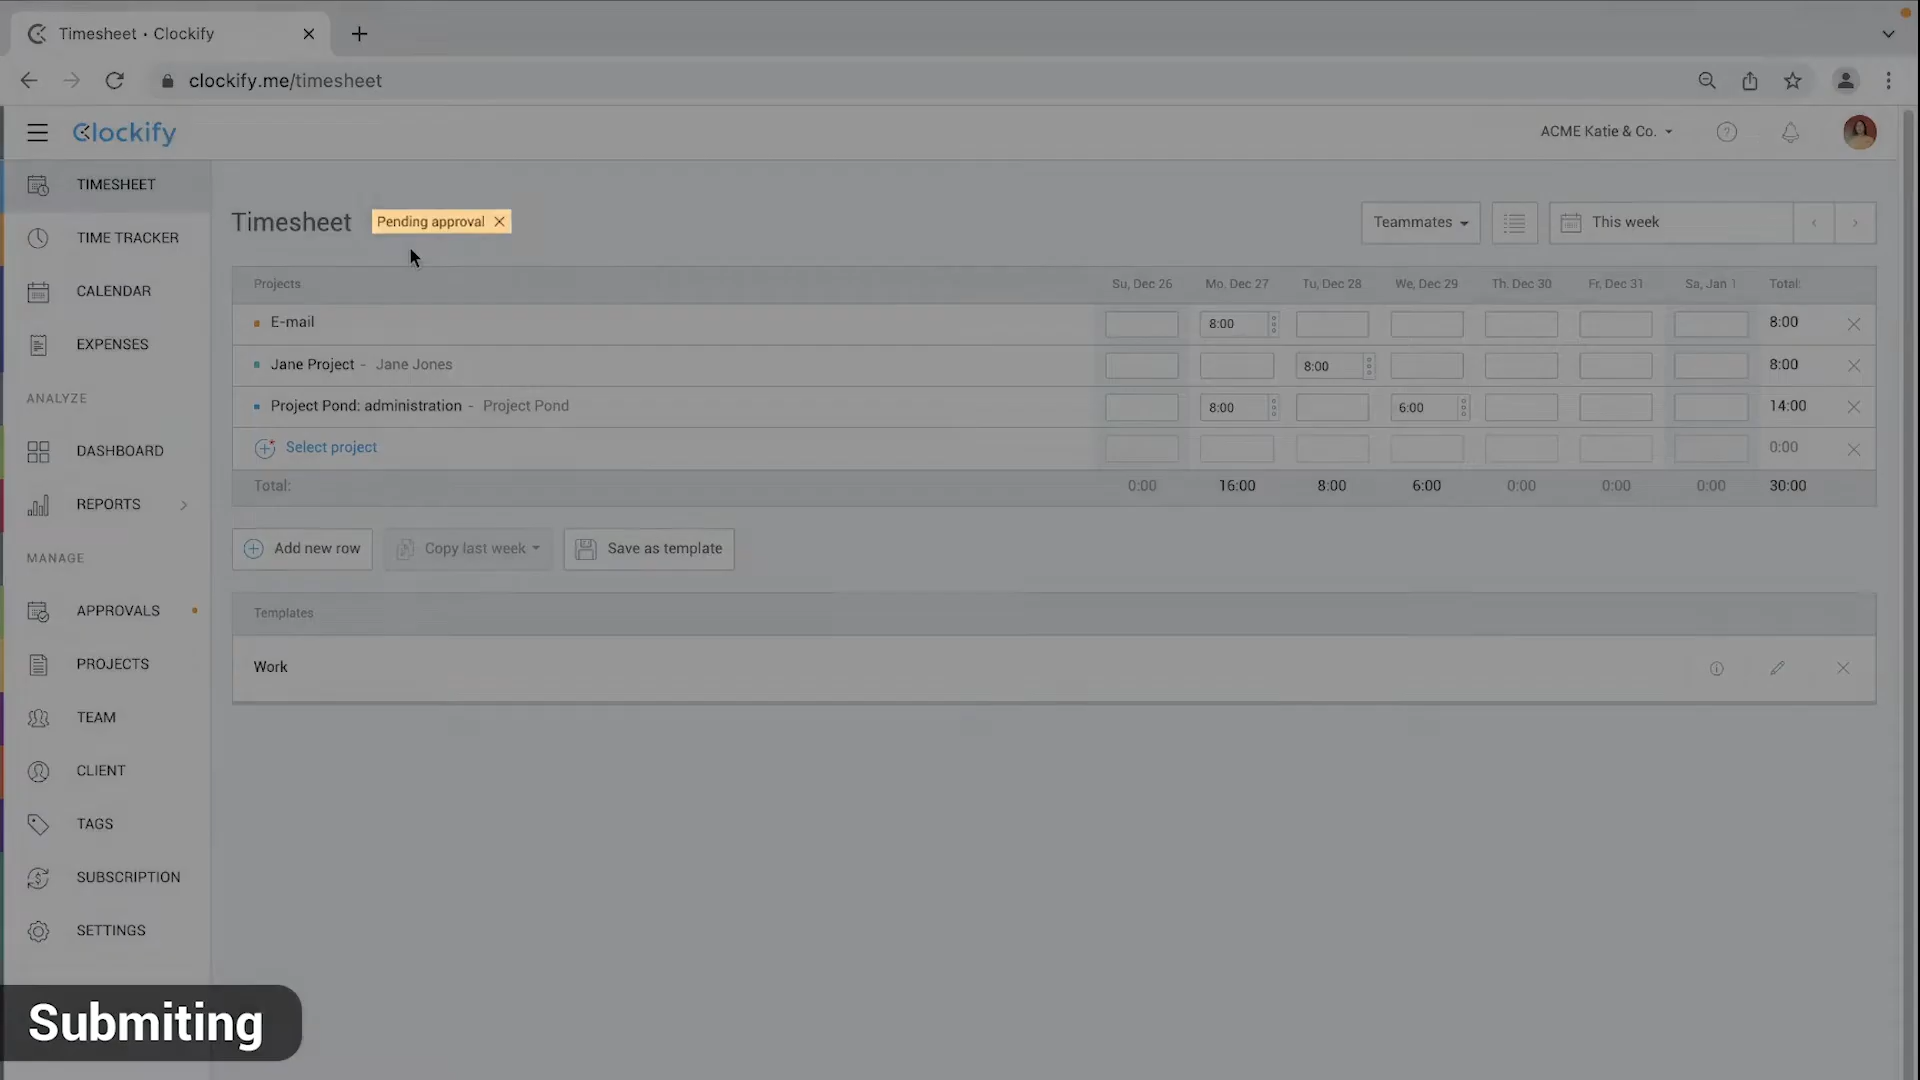 Timesheet • Clockify
clockify.me/timesheet
Clockify
ACME Katie & Co.
TIMESHEET
TIME TRACKER
CALENDAR
EXPENSES
ANALYZE
DASHBOARD
REPORTS
MANAGE
APPROVALS
PROJECTS
TEAM
CLIENT
TAGS
SUBSCRIPTION
SETTINGS
Timesheet Pending approval
Teammates This week
Projects Su, Dec 26 Mo. Dec 27 Tu, Dec 28 We, Dec 29 Th. Dec 30 Fr, Dec 31 Sa, Jan 1 Total:
E-mail 8:00 8:00
Jane Project - Jane Jones 8:00 8:00
Project Pond: administration - Project Pond 8:00 6:00 14:00
Select project 0:00
Total: 0:00 16:00 8:00 6:00 0:00 0:00 0:00 30:00
Add new row Copy last week Save as template
Templates
Work
Submiting